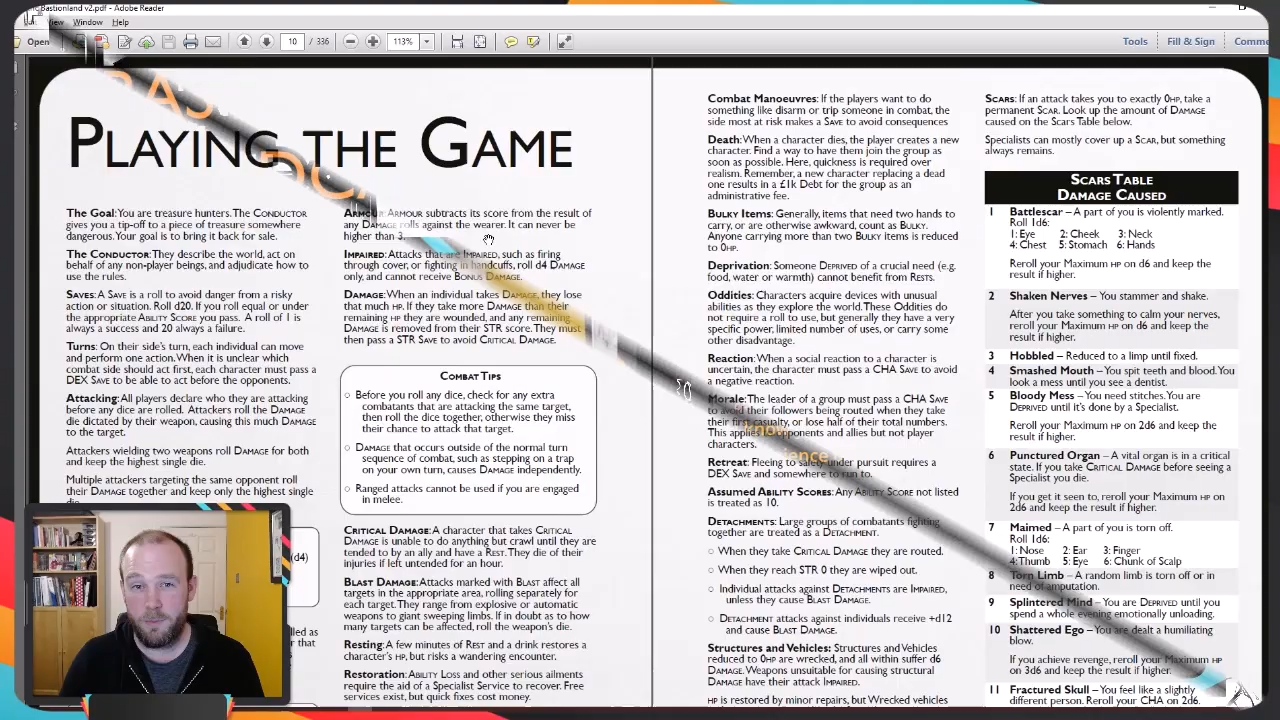 Bastionland v2.pdf - Adobe Reader
View Window Help
Open 10 / 336 113% Tools Fill & Sign
PLAYING THE GAME
The Goal: You are treasure hunters. The CONDUCTOR
gives you a tip-off to a piece of treasure somewhere
dangerous. Your goal is to bring it back for sale.
The CONDUCTOR: They describe the world, act on
behalf of any non-player beings, and adjudicate how to
use the rules.
SAVES: A SAVE is a roll to avoid danger from a risky
action or situation. Roll d20. If you roll equal or under
the appropriate ABILITY SCORE you pass. A roll of 1 is
always a success and 20 always a failure.
Turns: On their side's turn, each individual can move
and perform one action. When it is unclear which
combat side should act first, each character must pass a
DEX SAVE to be able to act before the opponents.
Attacking: All players declare who they are attacking
before any dice are rolled. Attackers roll the DAMAGE
die dictated by their weapon, causing this much DAMAGE
to the target.
Attackers wielding two weapons roll DAMAGE for both
and keep the highest single die.
Multiple attackers targeting the same opponent roll
their DAMAGE together and keep only the highest single
die.
(d4)
ARMOUR: ARMOUR subtracts its score from the result of
any DAMAGE rolls against the wearer. It can never be
higher than 3.
IMPAIRED: Attacks that are IMPAIRED, such as firing
through cover, or fighting in handcuffs, roll d4 DAMAGE
only, and cannot receive BONUS DAMAGE.
DAMAGE: When an individual takes DAMAGE, they lose
that much HP. If they take more DAMAGE than their
remaining HP they are wounded, and any remaining
DAMAGE is removed from their STR score. They must
then pass a STR SAVE to avoid CRITICAL DAMAGE.
COMBAT TIPS
○ Before you roll any dice, check for any extra
combatants that are attacking the same target,
then roll the dice together, otherwise they miss
their chance to attack that target.
○ DAMAGE that occurs outside of the normal turn
sequence of combat, such as stepping on a trap
on your own turn, causes DAMAGE independently.
○ Ranged attacks cannot be used if you are engaged
in melee.
CRITICAL DAMAGE: A character that takes CRITICAL
DAMAGE is unable to do anything but crawl until they are
tended to by an ally and have a REST. They die of their
injuries if left untended for an hour.
BLAST DAMAGE: Attacks marked with BLAST affect all
targets in the appropriate area, rolling separately for
each target. They range from explosive or automatic
weapons to giant sweeping limbs. If in doubt as to how
many targets can be affected, roll the weapon's die.
Resting: A few minutes of REST and a drink restores a
character's HP, but risks a wandering encounter.
Restoration: ABILITY LOSS and other serious ailments
require the aid of a Specialist Service to recover. Free
services exist, but quick fixes cost money.
Combat Manoeuvres: If the players want to do
something like disarm or trip someone in combat, the
side most at risk makes a SAVE to avoid consequences
Death: When a character dies, the player creates a new
character. Find a way to have them join the group as
soon as possible. Here, quickness is required over
realism. Remember, a new character replacing a dead
one results in a £1k Debt for the group as an
administrative fee.
BULKY Items: Generally, items that need two hands to
carry, or are otherwise awkward, count as BULKY.
Anyone carrying more than two BULKY items is reduced
to 0HP.
Deprivation: Someone DEPRIVED of a crucial need (e.g.
food, water or warmth) cannot benefit from RESTS.
Oddities: Characters acquire devices with unusual
abilities as they explore the world. These Oddities do
not require a roll to use, but generally they have a very
specific power, limited number of uses, or carry some
other disadvantage.
Reaction: When a social reaction to a character is
uncertain, the character must pass a CHA SAVE to avoid
a negative reaction.
Morale: The leader of a group must pass a CHA SAVE
to avoid their followers being routed when they take
their first casualty, or lose half of their total numbers.
This applies to opponents and allies but not player
characters.
Retreat: Fleeing to safety under pursuit requires a
DEX SAVE and somewhere to run to.
ASSUMED ABILITY SCORES: Any ABILITY SCORE not listed
is treated as 10.
DETACHMENTS: Large groups of combatants fighting
together are treated as a DETACHMENT.
○ When they take CRITICAL DAMAGE they are routed.
○ When they reach STR 0 they are wiped out.
○ Individual attacks against DETACHMENTS are IMPAIRED,
unless they cause BLAST DAMAGE.
○ DETACHMENT attacks against individuals receive +d12
and cause BLAST DAMAGE.
Structures and Vehicles: Structures and Vehicles
reduced to 0HP are wrecked, and all within suffer d6
DAMAGE. Weapons unsuitable for causing structural
DAMAGE have their attack IMPAIRED.
HP is restored by minor repairs, but Wrecked vehicles
SCARS: If an attack takes you to exactly 0HP, take a
permanent SCAR. Look up the amount of DAMAGE
caused on the Scars Table below.
Specialists can mostly cover up a SCAR, but something
always remains.
SCARS TABLE
DAMAGE CAUSED
1 Battlescar – A part of you is violently marked.
Roll 1d6:
1: Eye 2: Cheek 3: Neck
4: Chest 5: Stomach 6: Hands
Reroll your Maximum HP on d6 and keep the
result if higher.
2 Shaken Nerves – You stammer and shake.
After you take something to calm your nerves,
reroll your Maximum HP on d6 and keep the
result if higher.
3 Hobbled – Reduced to a limp until fixed.
4 Smashed Mouth – You spit teeth and blood. You
look a mess until you see a dentist.
5 Bloody Mess – You need stitches. You are
DEPRIVED until it's done by a Specialist.
Reroll your Maximum HP on 2d6 and keep the
result if higher.
6 Punctured Organ – A vital organ is in a critical
state. If you take CRITICAL DAMAGE before seeing a
Specialist you die.
If you get it seen to, reroll your Maximum HP on
2d6 and keep the result if higher.
7 Maimed – A part of you is torn off.
Roll 1d6:
1: Nose 2: Ear 3: Finger
4: Thumb 5: Eye 6: Chunk of Scalp
8 Torn Limb – A random limb is torn off or in
need of amputation.
9 Splintered Mind – You are DEPRIVED until you
spend a whole evening emotionally unloading.
10 Shattered Ego – You are dealt a humiliating
blow.
If you achieve revenge, reroll your Maximum HP
on 3d6 and keep the result if higher.
11 Fractured Skull – You feel like a slightly
different person. Reroll your CHA on 2d6.